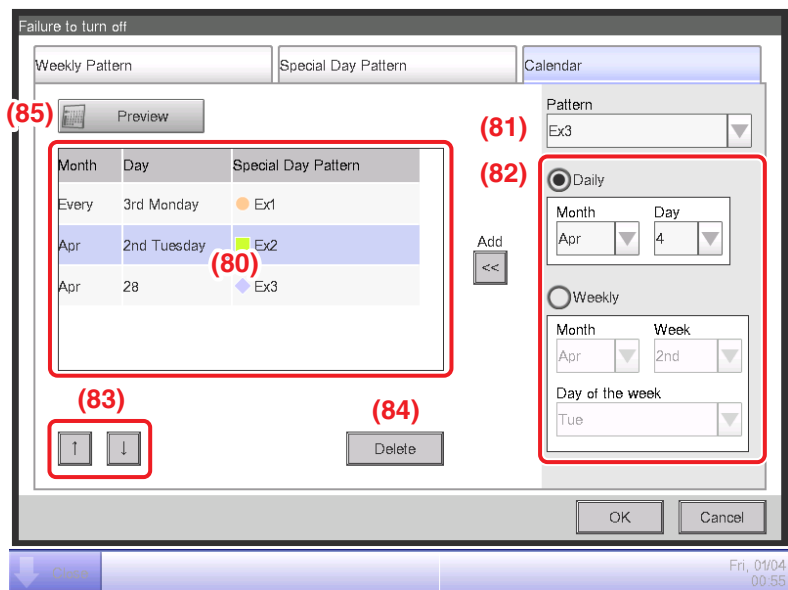 Failure to turn off
Weekly Pattern
Special Day Pattern
Calendar
(85)
Preview
Pattern
(81)
Ex3
(82)
Month Day Special Day Pattern
Every 3rd Monday Ex1
Apr 2nd Tuesday Ex2
(80)
Apr 28 Ex3
Add
<<
Daily
Month Day
Apr 4
Weekly
Month Week
Apr 2nd
Day of the week
Tue
(83)
(84)
↑ ↓
Delete
OK
Cancel
Close
Fri, 01/04
00:55